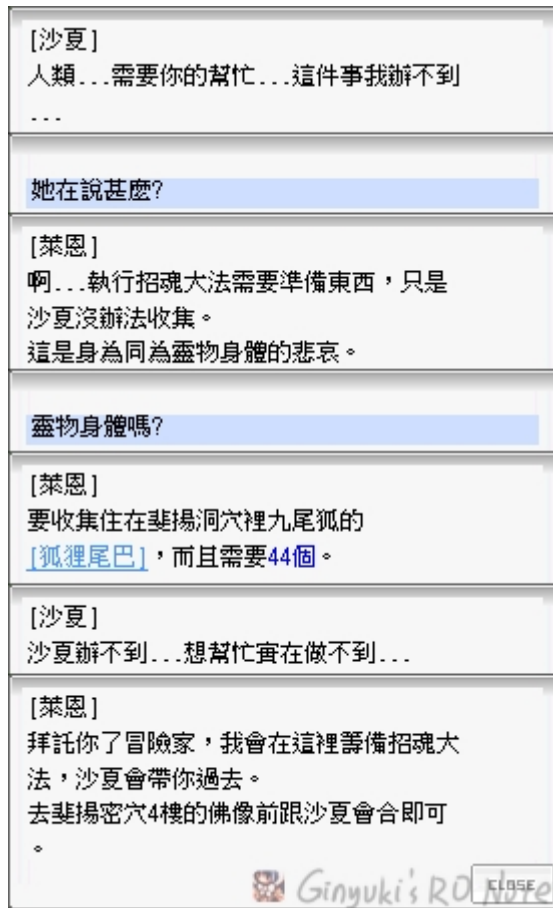 [沙夏]
人類...需要你的幫忙...這件事我辦不到
...
她在說甚麼?
[萊恩]
啊...執行招魂大法需要準備東西，只是
沙夏沒辦法收集。
這是身為同為靈物身體的悲哀。
靈物身體嗎?
[萊恩]
要收集住在斐揚洞穴裡九尾狐的
[狐狸尾巴]，而且需要44個。
[沙夏]
沙夏辦不到...想幫忙實在做不到...
[萊恩]
拜託你了冒險家，我會在這裡籌備招魂大
法，沙夏會帶你過去。
去斐揚密穴4樓的佛像前跟沙夏會合即可
。
Ginyuki's RO Note
CLOSE